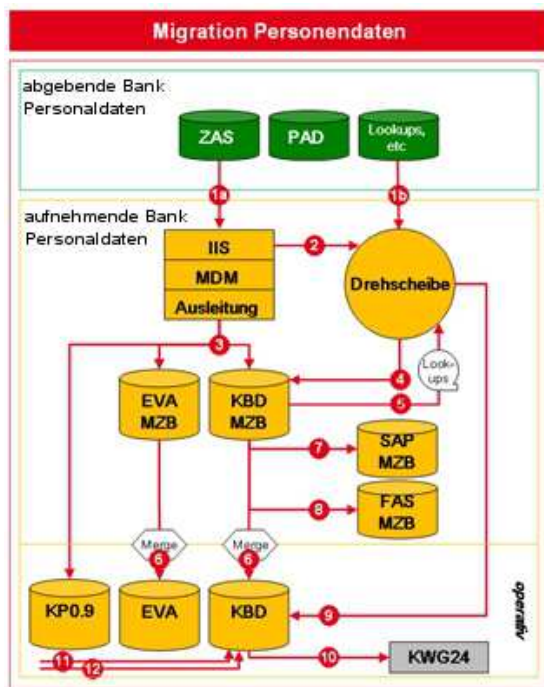 Migration Personendaten
abgebende Bank
Personaldaten
ZAS
PAD
Lookups,
etc
1a
1b
aufnehmende Bank
Personaldaten
IIS
2
MDM
Drehscheibe
Ausleitung
3
Look-
ups
4
5
EVA
MZB
KBD
MZB
7
SAP
MZB
8
FAS
MZB
Merge
6
Merge
6
KP0.9
EVA
KBD
9
operativ
11
12
10
KWG24